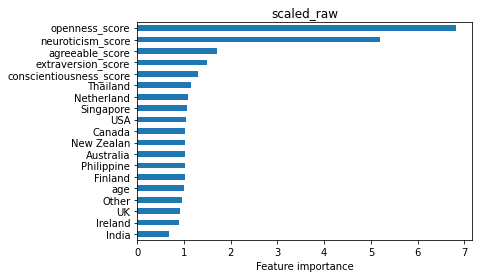 scaled_raw
openness_score
neuroticism_score
agreeable_score
extraversion_score
conscientiousness_score
Thailand
Netherland
Singapore
USA
Canada
New Zealan
Australia
Philippine
Finland
age
Other
UK
Ireland
India
0 1 2 3 4 5 6 7
Feature importance